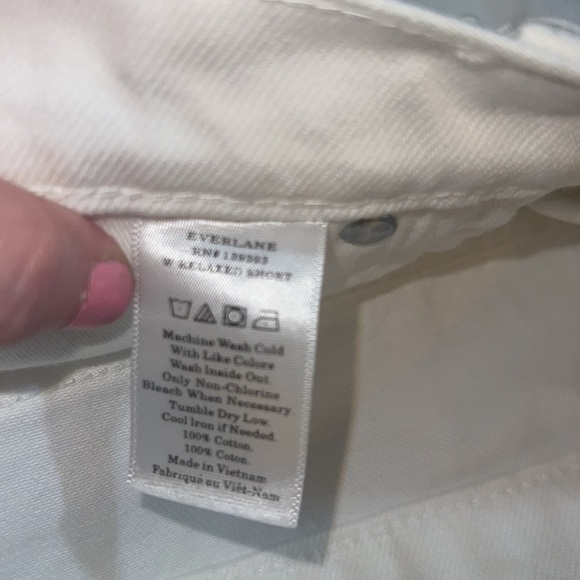 EVERLANE
RN# 139393
W RELAXED SHORT
Machine Wash Cold
With Like Colors
Wash Inside Out
Only Non-Chlorine
Bleach When Necessary
Tumble Dry Low.
Cool Iron if Needed.
100% Cotton.
100% Coton.
Made in Vietnam
Fabriqué au Viêt-Nam